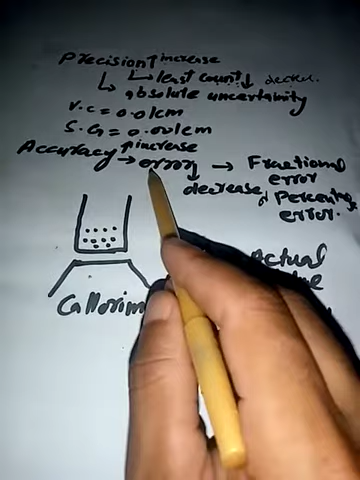 Precision↑ increase
↳ least count↓ decree.
↳ absolute uncertainty
V.C = 0.01cm
S.G = 0.001cm
Accuracy ↑ increase
→ error → Fractional error
↓ decrease, Percentage error.
Actual
Callorim